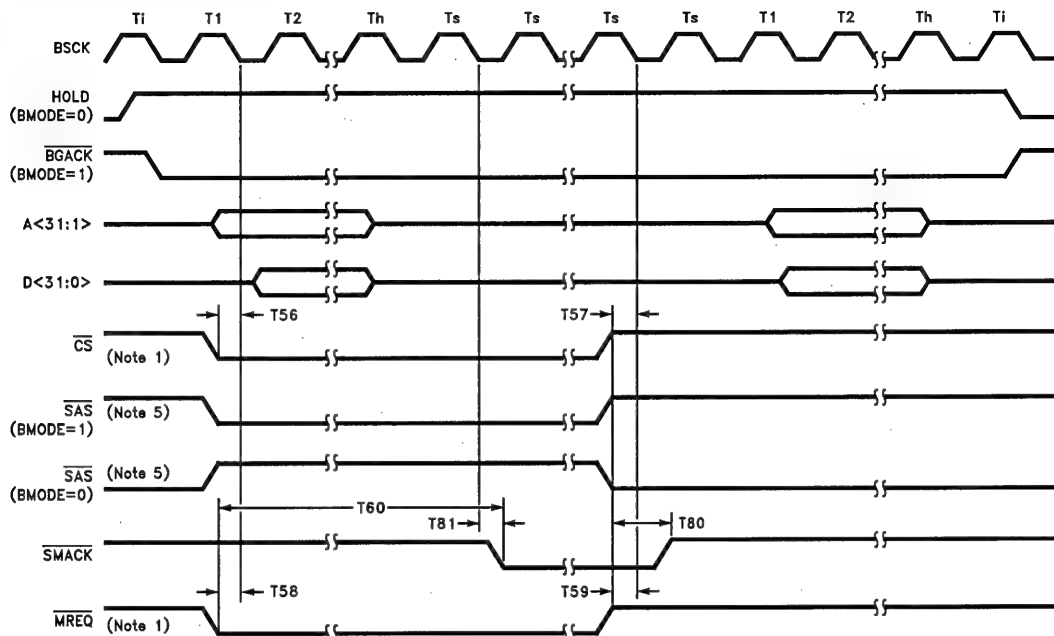 Ti T1 T2 Th Ts Ts Ts Ts T1 T2 Th Ti
BSCK
HOLD
(BMODE=0)
BGACK
(BMODE=1)
A<31:1>
D<31:0>
T56 T57
CS (Note 1)
SAS (Note 5)
(BMODE=1)
SAS (Note 5)
(BMODE=0)
T60
T81 T80
SMACK
T58 T59
MREQ (Note 1)